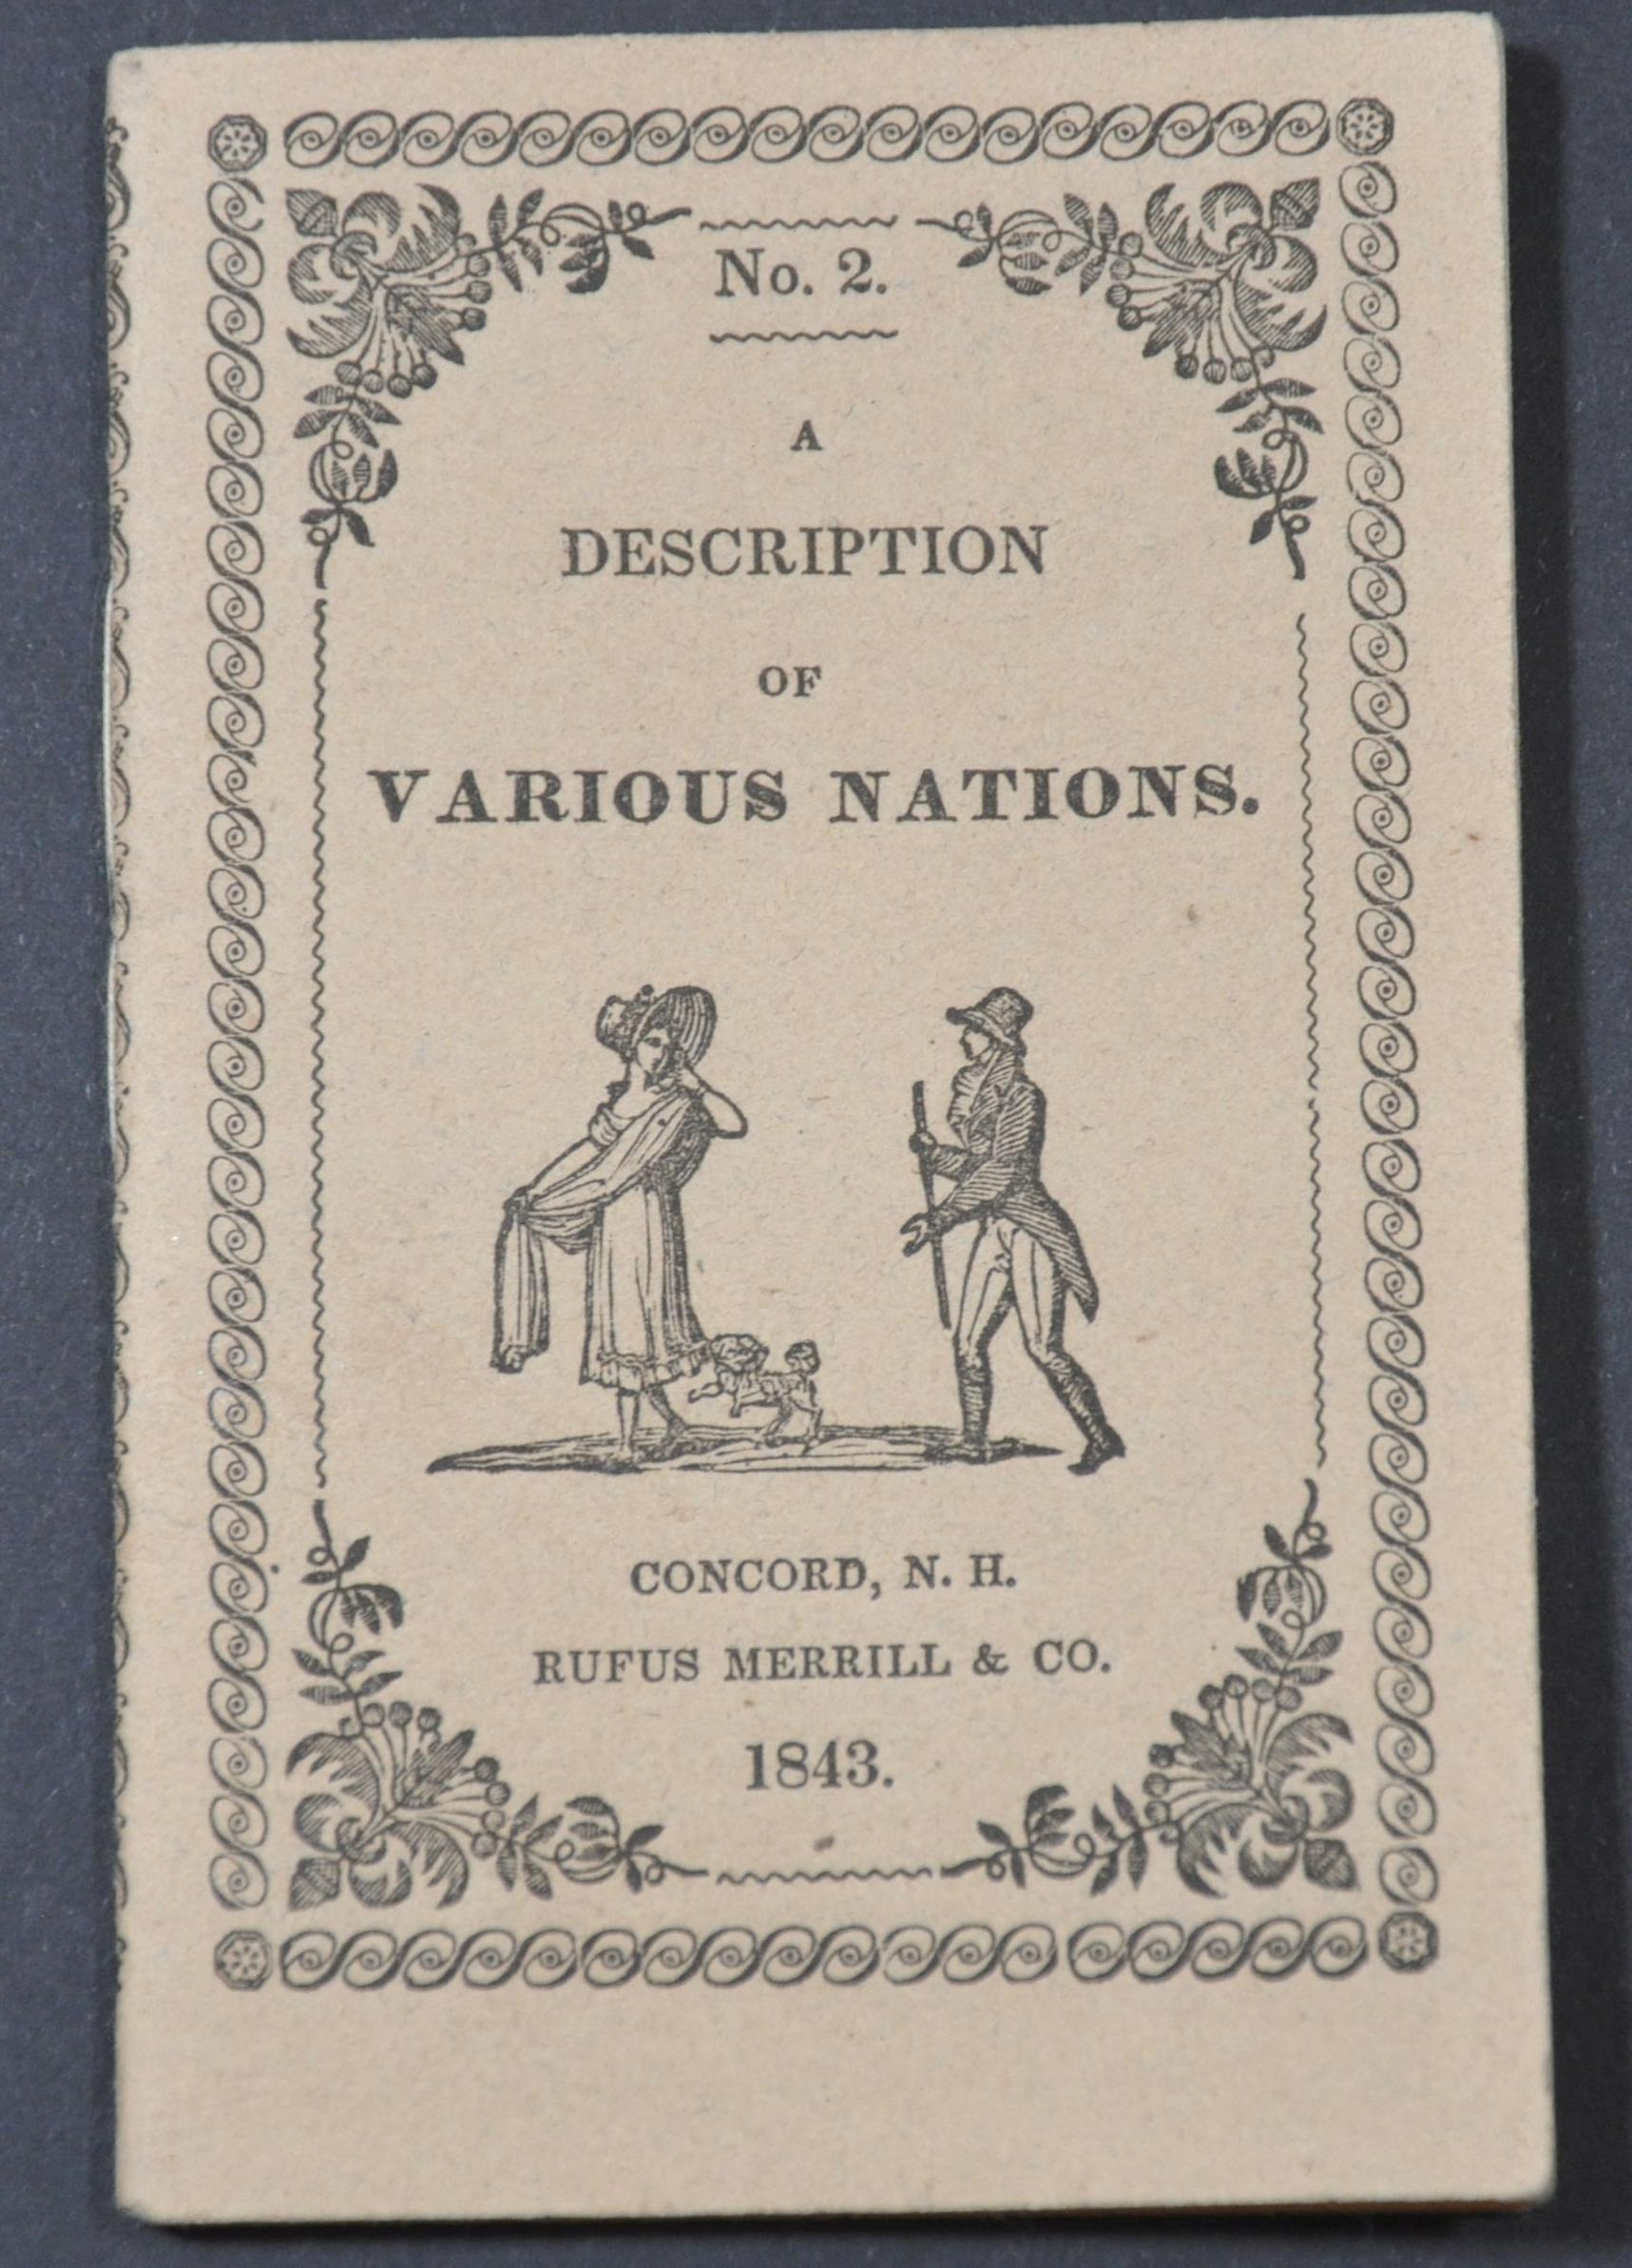 No. 2.
A
DESCRIPTION
OF
VARIOUS NATIONS.
CONCORD, N. H.
RUFUS MERRILL & CO.
1843.